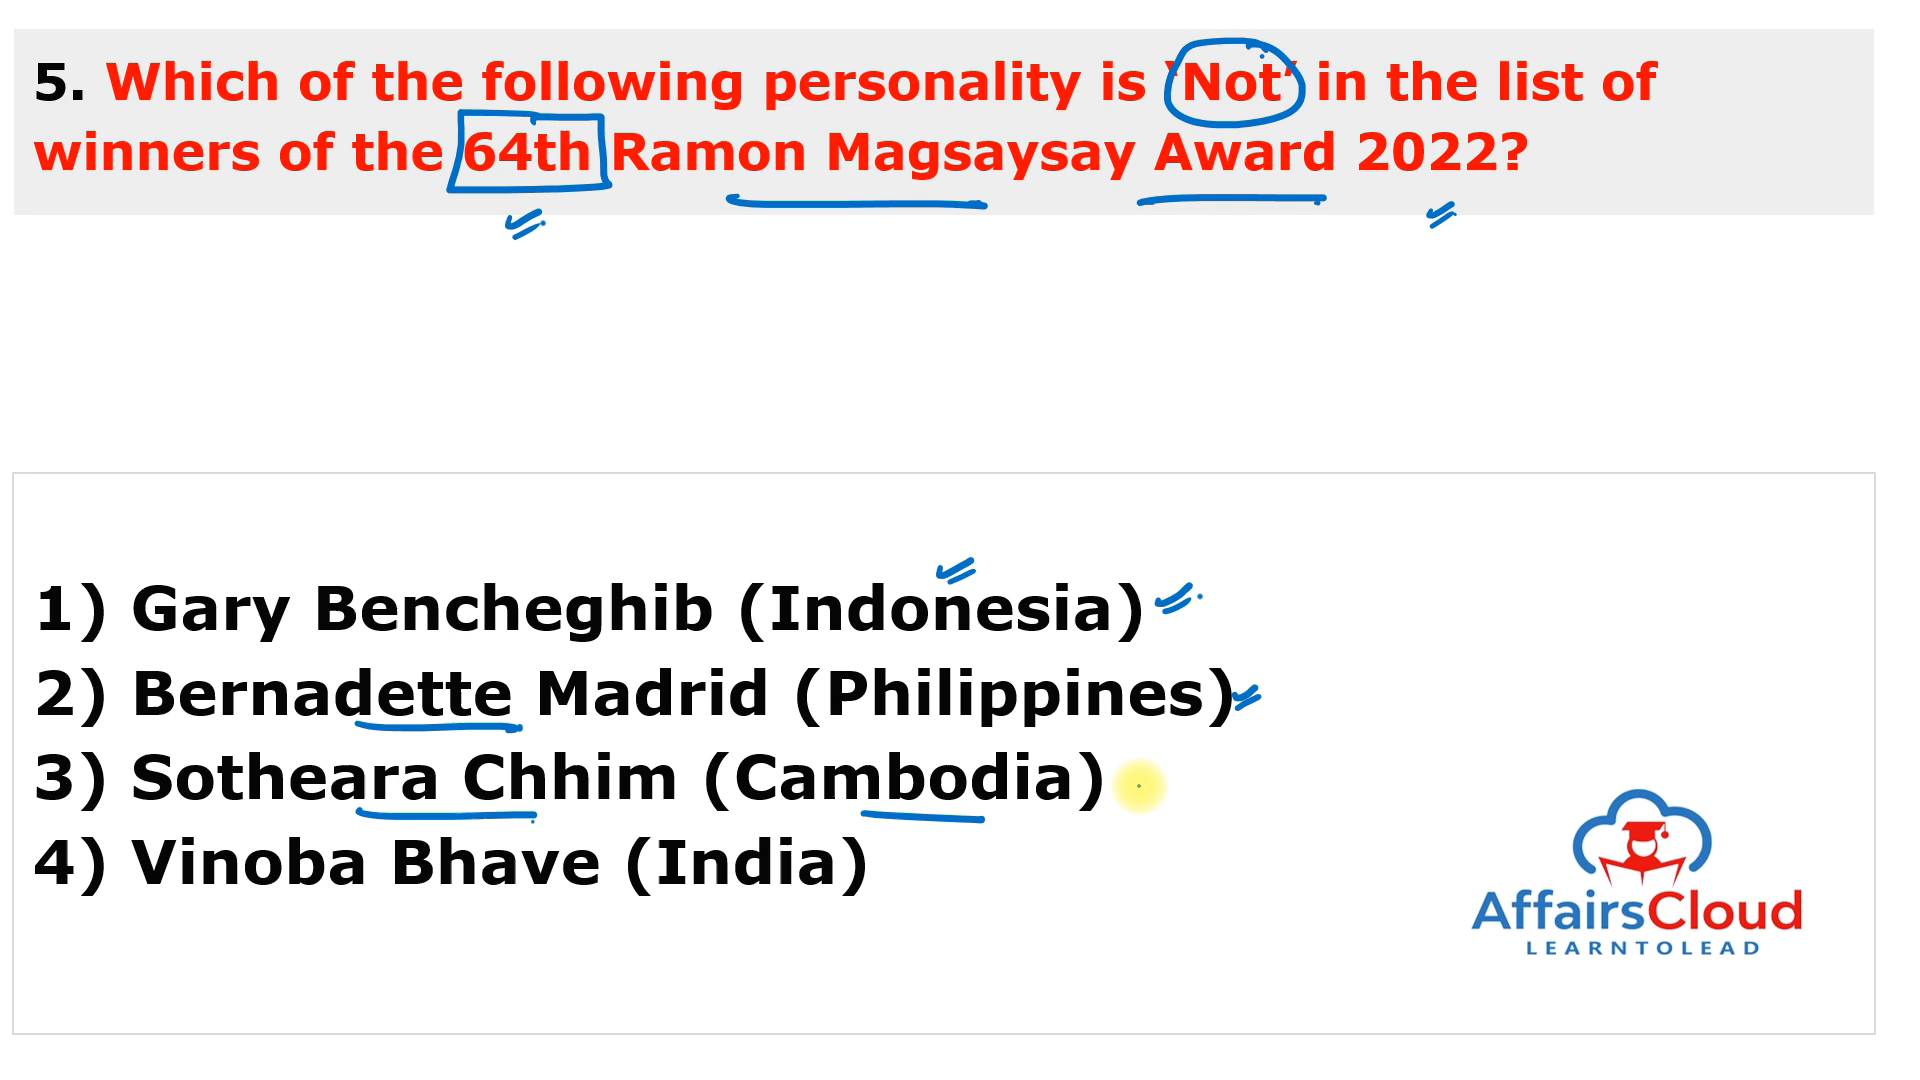 5. Which of the following personality is ‘Not’ in the list of
winners of the 64th Ramon Magsaysay Award 2022?
1) Gary Bencheghib (Indonesia)
2) Bernadette Madrid (Philippines)
3) Sotheara Chhim (Cambodia)
4) Vinoba Bhave (India)
AffairsCloud
LEARNTOLEAD